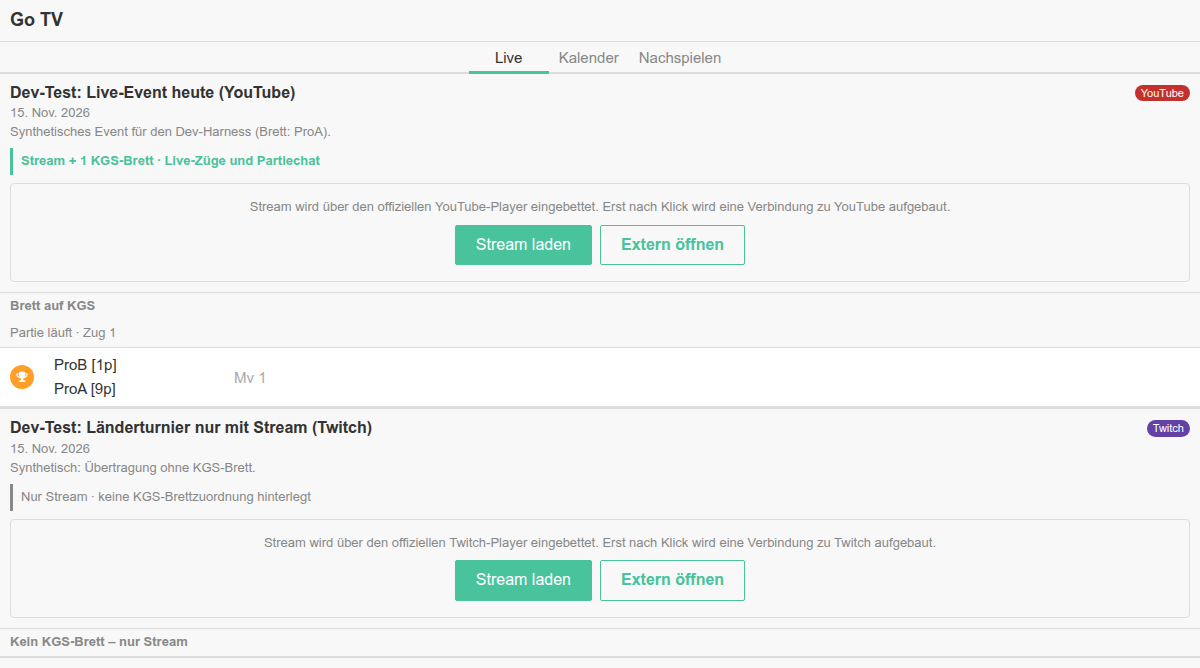 Go TV
Live Kalender Nachspielen
Dev-Test: Live-Event heute (YouTube) YouTube
15. Nov. 2026
Synthetisches Event für den Dev-Harness (Brett: ProA).
Stream + 1 KGS-Brett · Live-Züge und Partiechat
Stream wird über den offiziellen YouTube-Player eingebettet. Erst nach Klick wird eine Verbindung zu YouTube aufgebaut.
Stream laden Extern öffnen
Brett auf KGS
Partie läuft · Zug 1
ProB [1p]
Mv 1
ProA [9p]
Dev-Test: Länderturnier nur mit Stream (Twitch) Twitch
15. Nov. 2026
Synthetisch: Übertragung ohne KGS-Brett.
Nur Stream · keine KGS-Brettzuordnung hinterlegt
Stream wird über den offiziellen Twitch-Player eingebettet. Erst nach Klick wird eine Verbindung zu Twitch aufgebaut.
Stream laden Extern öffnen
Kein KGS-Brett – nur Stream